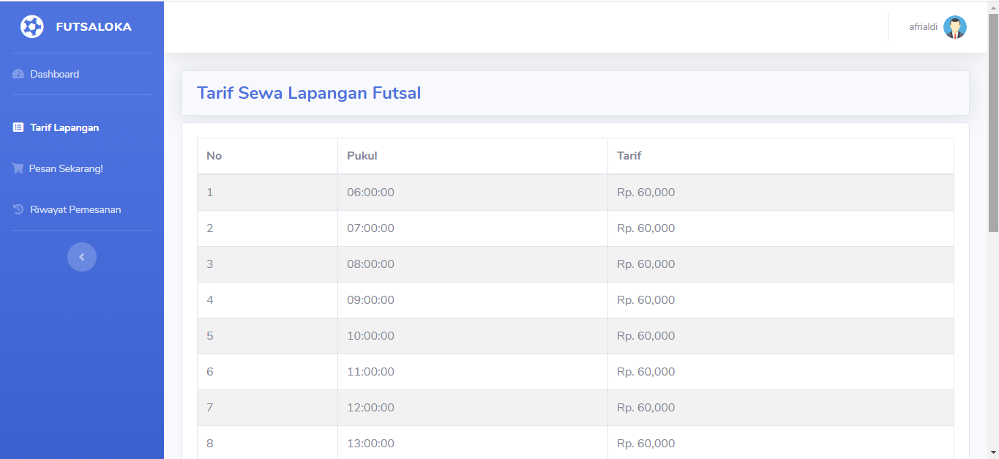 FUTSALOKA
afrialdi
Dashboard
Tarif Lapangan
Pesan Sekarang!
Riwayat Pemesanan
Tarif Sewa Lapangan Futsal
No Pukul Tarif
1 06:00:00 Rp. 60,000
2 07:00:00 Rp. 60,000
3 08:00:00 Rp. 60,000
4 09:00:00 Rp. 60,000
5 10:00:00 Rp. 60,000
6 11:00:00 Rp. 60,000
7 12:00:00 Rp. 60,000
8 13:00:00 Rp. 60,000